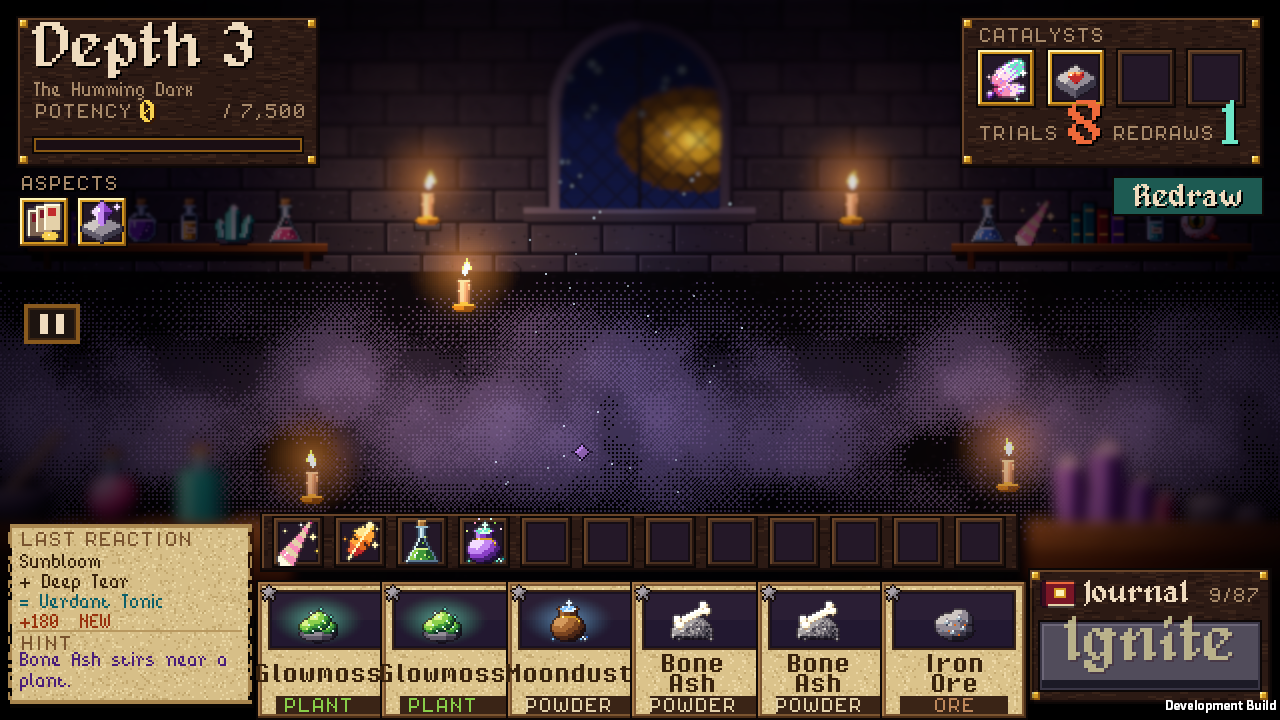 Depth 3
The Humming Dark
POTENCY 0 / 7,500
ASPECTS
CATALYSTS
TRIALS 8 REDRAWS 1
Redraw
LAST REACTION
Sunbloom
+ Deep Tear
= Verdant Tonic
+180 NEW
HINT
Bone Ash stirs near a
plant.
Glowmoss
PLANT
Glowmoss
PLANT
Moondust
POWDER
Bone
Ash
POWDER
Bone
Ash
POWDER
Iron
Ore
ORE
Journal 9/87
Ignite
Development Build